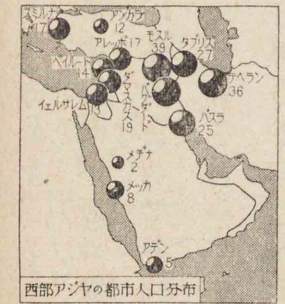 スミルナ
17
アンカラ
12
アレッポ17
モスル
39
タブリズ
27
ベイルート
14
テヘラン
36
ダマスカス
19
バグダード
イェルサレム
バスラ
25
メヂナ
2
メッカ
8
アデン
5
西部アジヤの都市人口分布